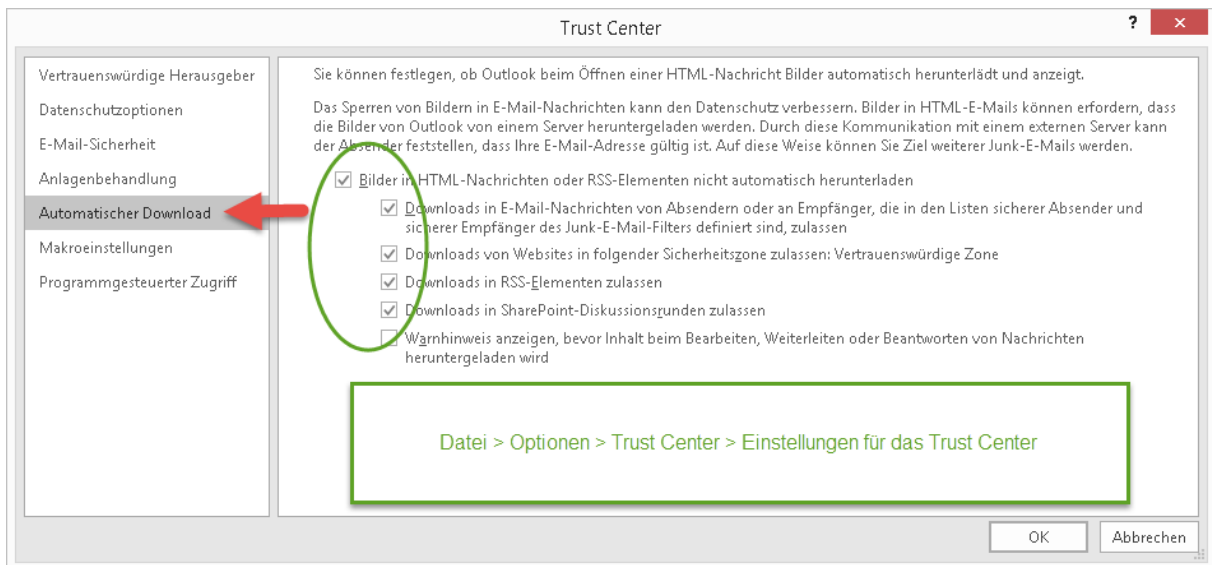 Trust Center
?
×
Vertrauenswürdige Herausgeber
Datenschutzoptionen
E-Mail-Sicherheit
Anlagenbehandlung
Automatischer Download
Makroeinstellungen
Programmgesteuerter Zugriff
Sie können festlegen, ob Outlook beim Öffnen einer HTML-Nachricht Bilder automatisch herunterlädt und anzeigt.
Das Sperren von Bildern in E-Mail-Nachrichten kann den Datenschutz verbessern. Bilder in HTML-E-Mails können erfordern, dass
die Bilder von Outlook von einem Server heruntergeladen werden. Durch diese Kommunikation mit einem externen Server kann
der Absender feststellen, dass Ihre E-Mail-Adresse gültig ist. Auf diese Weise können Sie Ziel weiterer Junk-E-Mails werden.
Bilder in HTML-Nachrichten oder RSS-Elementen nicht automatisch herunterladen
Downloads in E-Mail-Nachrichten von Absendern oder an Empfänger, die in den Listen sicherer Absender und
sicherer Empfänger des Junk-E-Mail-Filters definiert sind, zulassen
Downloads von Websites in folgender Sicherheitszone zulassen: Vertrauenswürdige Zone
Downloads in RSS-Elementen zulassen
Downloads in SharePoint-Diskussionsrunden zulassen
Warnhinweis anzeigen, bevor Inhalt beim Bearbeiten, Weiterleiten oder Beantworten von Nachrichten
heruntergeladen wird
Datei > Optionen > Trust Center > Einstellungen für das Trust Center
OK
Abbrechen